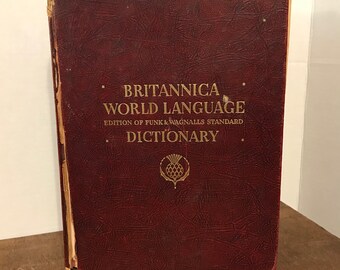 BRITANNICA
WORLD LANGUAGE
EDITION OF FUNK & WAGNALLS STANDARD
DICTIONARY